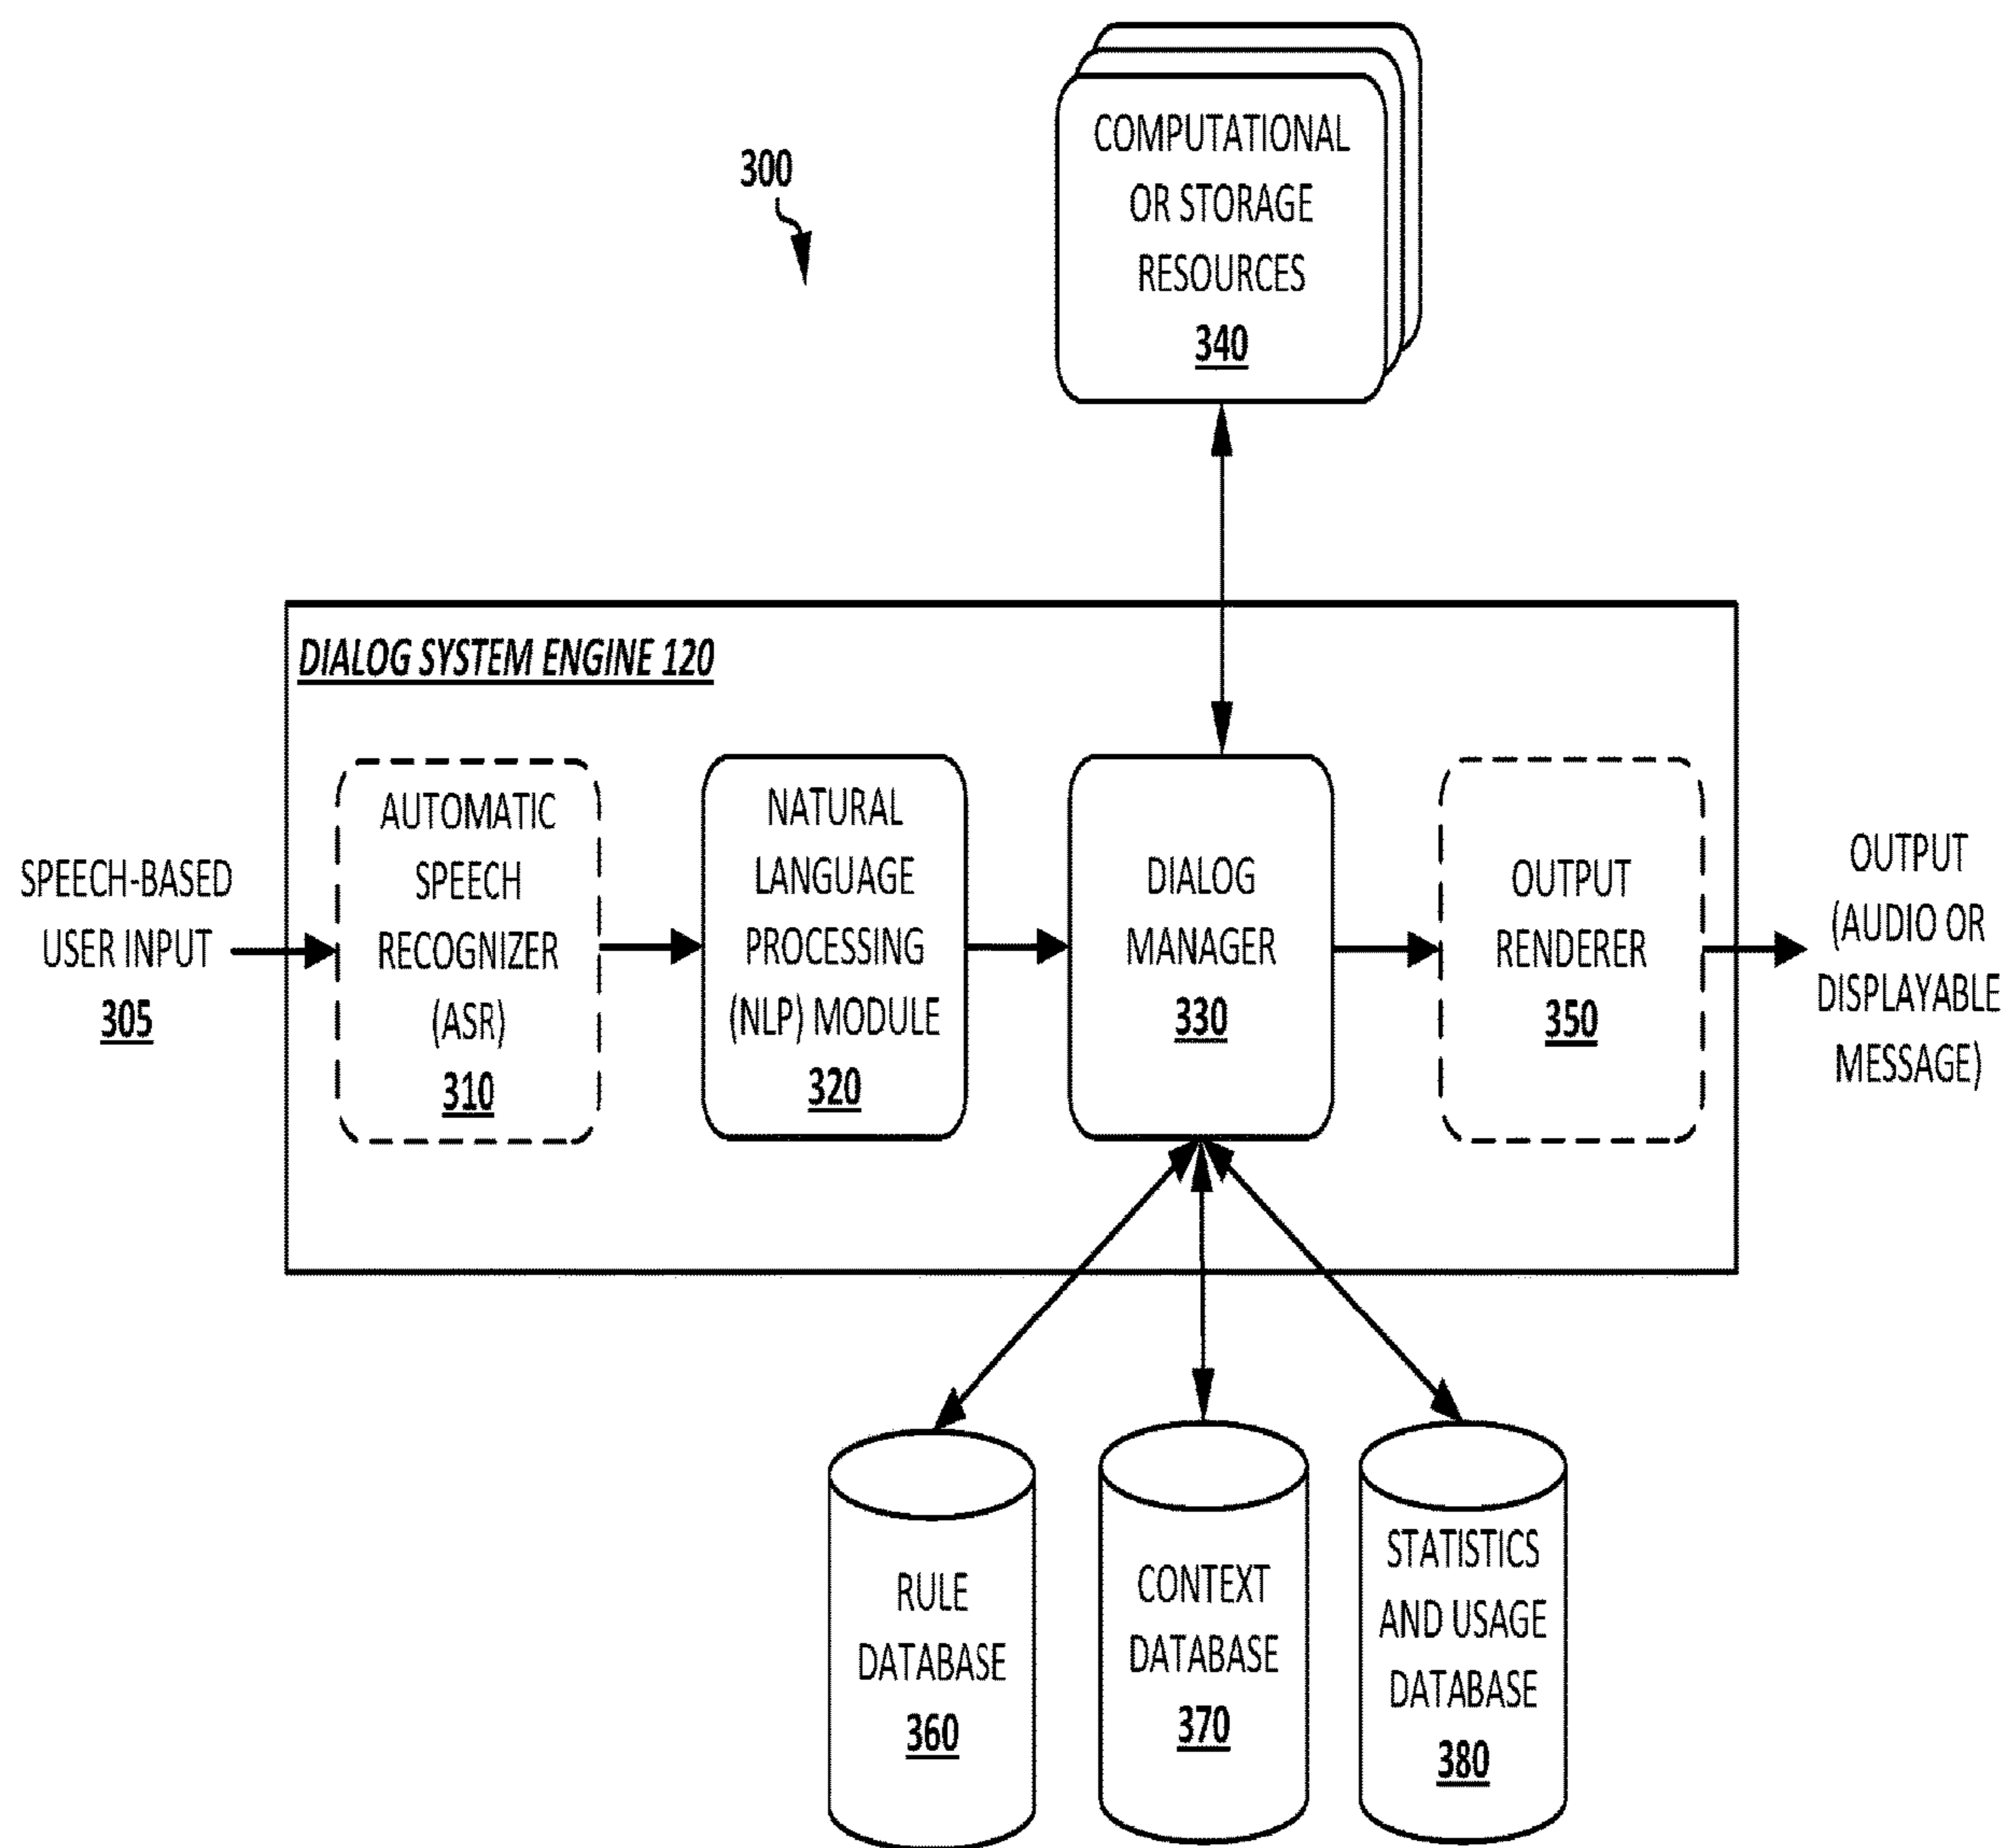 COMPUTATIONAL
OR STORAGE
RESOURCES
340
300
DIALOG SYSTEM ENGINE 120
SPEECH-BASED
USER INPUT
305
AUTOMATIC
SPEECH
RECOGNIZER
(ASR)
310
NATURAL
LANGUAGE
PROCESSING
(NLP) MODULE
320
DIALOG
MANAGER
330
OUTPUT
RENDERER
350
OUTPUT
(AUDIO OR
DISPLAYABLE
MESSAGE)
RULE
DATABASE
360
CONTEXT
DATABASE
370
STATISTICS
AND USAGE
DATABASE
380